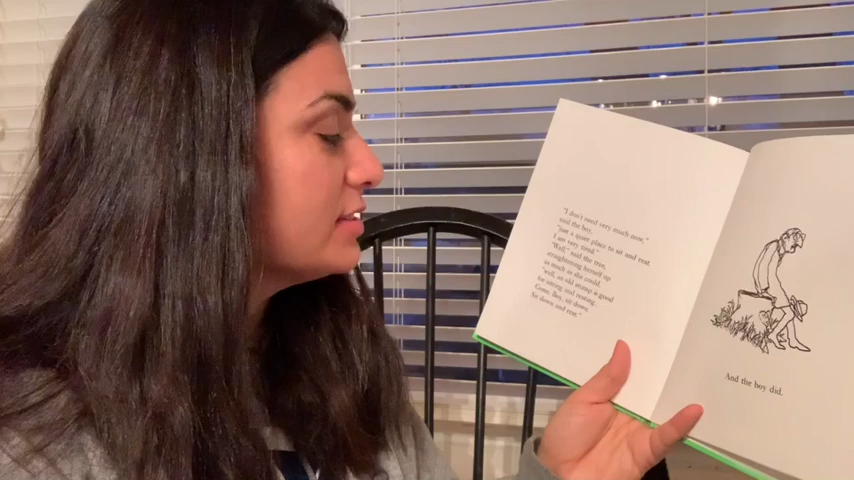 "I don't need very much now,"
said the boy,
"just a quiet place to sit and rest.
I am very tired."
"Well," said the tree,
straightening herself up
as much as she could,
"well, an old stump is good
for sitting and resting.
Come, Boy, sit down.
Sit down and rest."
And the boy did.